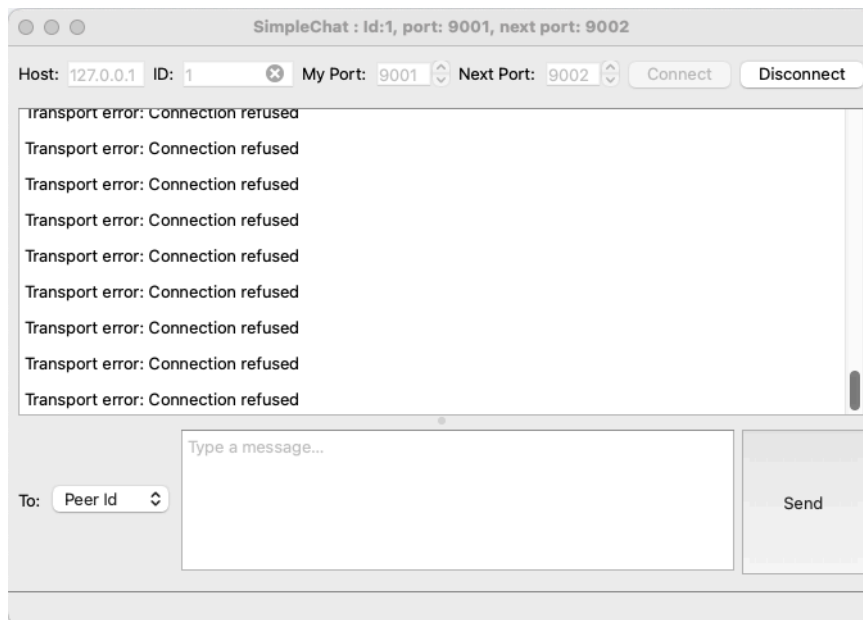 SimpleChat : Id:1, port: 9001, next port: 9002
Host: 127.0.0.1 ID: 1 My Port: 9001 Next Port: 9002 Connect Disconnect
Transport error: Connection refused
Transport error: Connection refused
Transport error: Connection refused
Transport error: Connection refused
Transport error: Connection refused
Transport error: Connection refused
Transport error: Connection refused
Transport error: Connection refused
Transport error: Connection refused
Type a message...
To: Peer Id Send